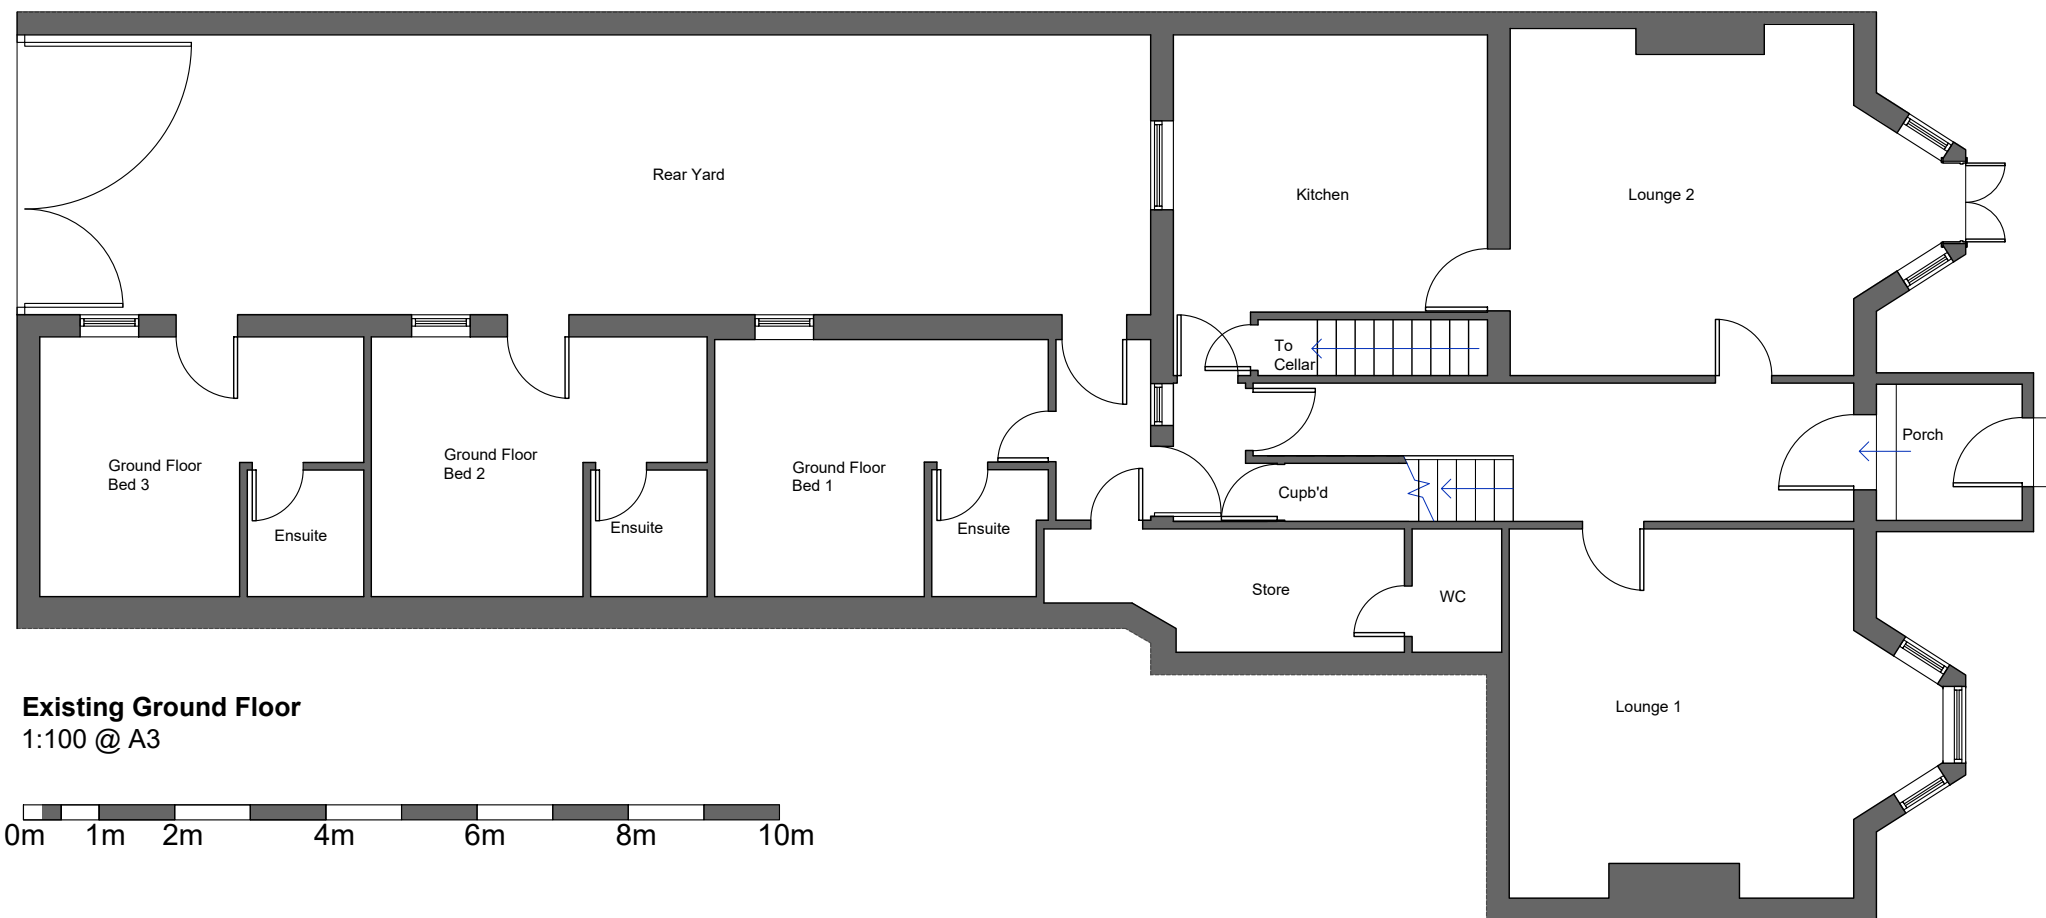 Rear Yard
Kitchen
Lounge 2
To
Cellar
Porch
Ground Floor
Bed 3
Ground Floor
Bed 2
Ground Floor
Bed 1
Cupb'd
Ensuite
Ensuite
Ensuite
Store
WC
Lounge 1
Existing Ground Floor
1:100 @ A3
0m 1m 2m 4m 6m 8m 10m